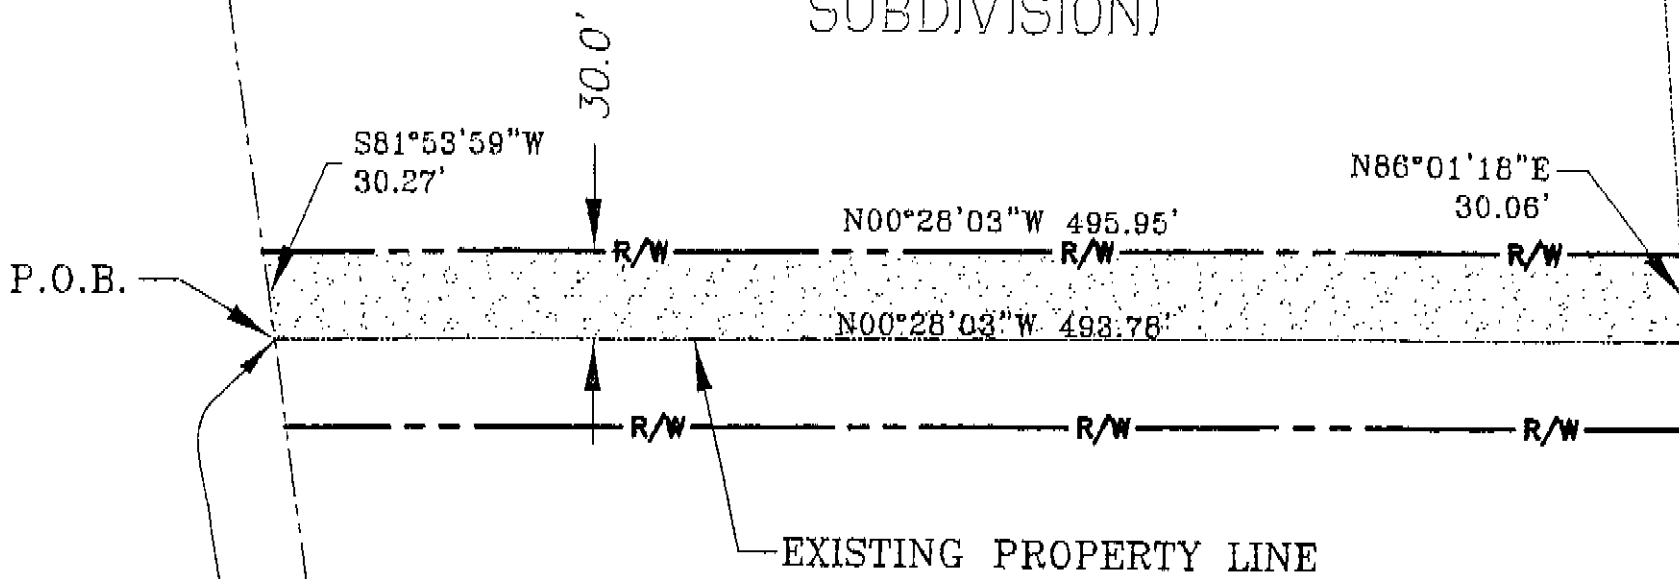 SUBDIVISION)
30.0'
S81°53'59"W
30.27'
N86°01'18"E
30.06'
N00°28'03"W 495.95'
R/W R/W R/W
P.O.B.
N00°28'03"W 493.76'
R/W R/W R/W
EXISTING PROPERTY LINE